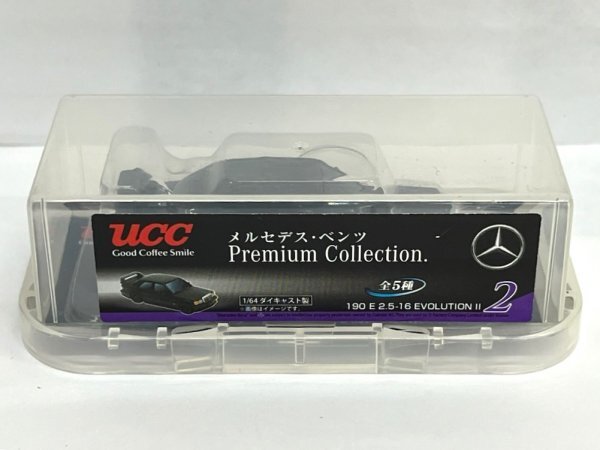 UCC
Good Coffee Smile
メルセデス・ベンツ
Premium Collection.
全5種
1/64 ダイキャスト製
※画像はイメージです。
190 E 2.5-16 EVOLUTION II
2